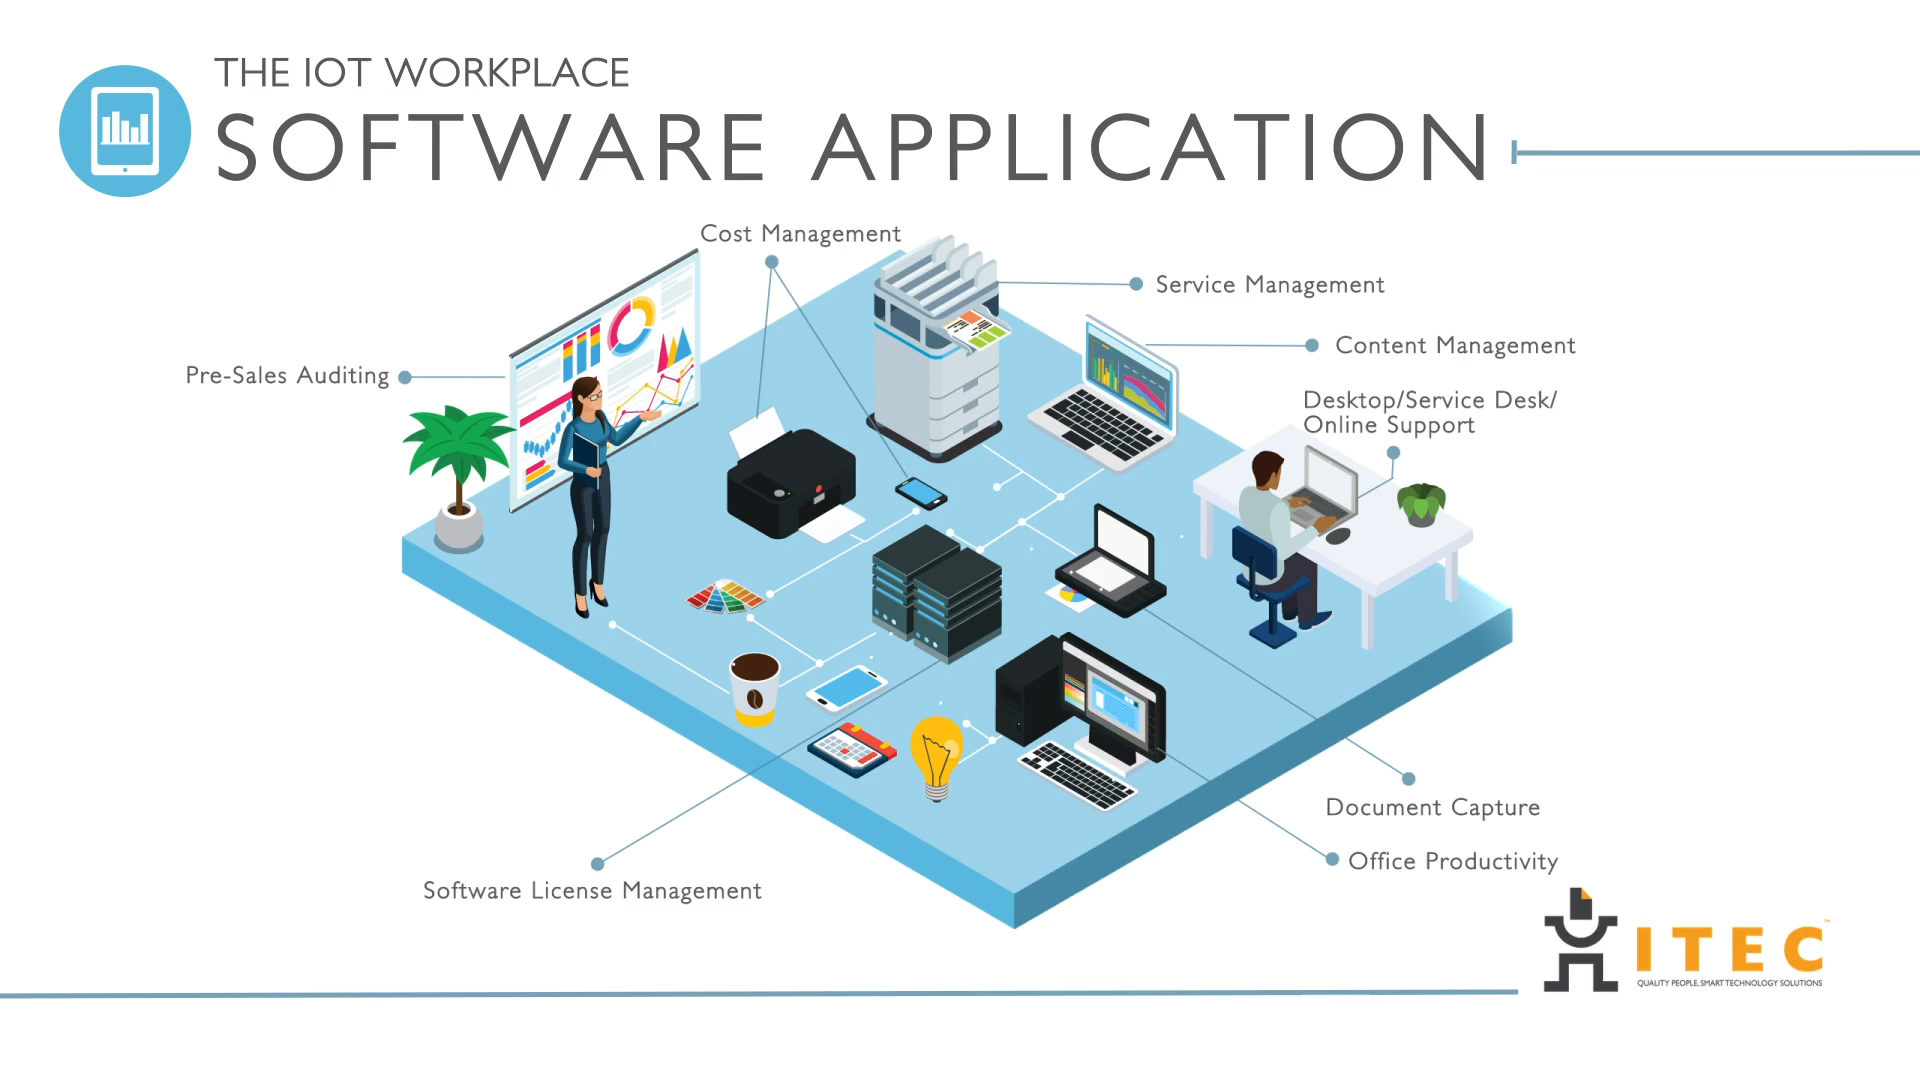 THE IOT WORKPLACE
SOFTWARE APPLICATION
Cost Management
Service Management
Content Management
Pre-Sales Auditing
Desktop/Service Desk/
Online Support
Document Capture
Office Productivity
Software License Management
ITEC™
QUALITY PEOPLE, SMART TECHNOLOGY SOLUTIONS